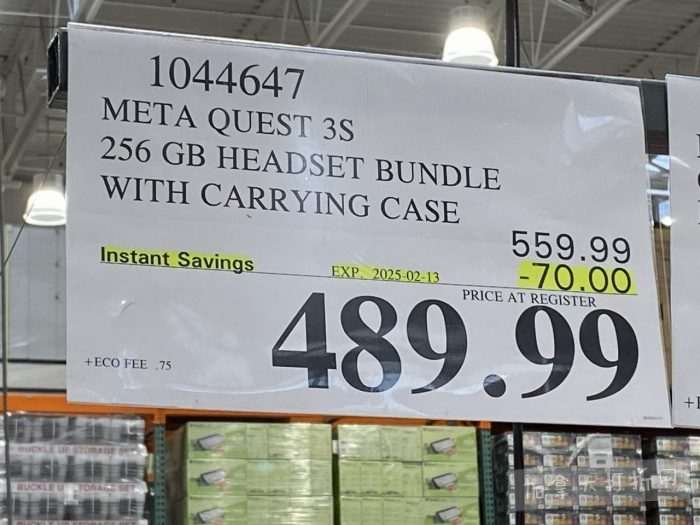 1044647
META QUEST 3S
256 GB HEADSET BUNDLE
WITH CARRYING CASE
559.99
Instant Savings EXP. 2025-02-13 -70.00
PRICE AT REGISTER
+ECO FEE .75 489.99